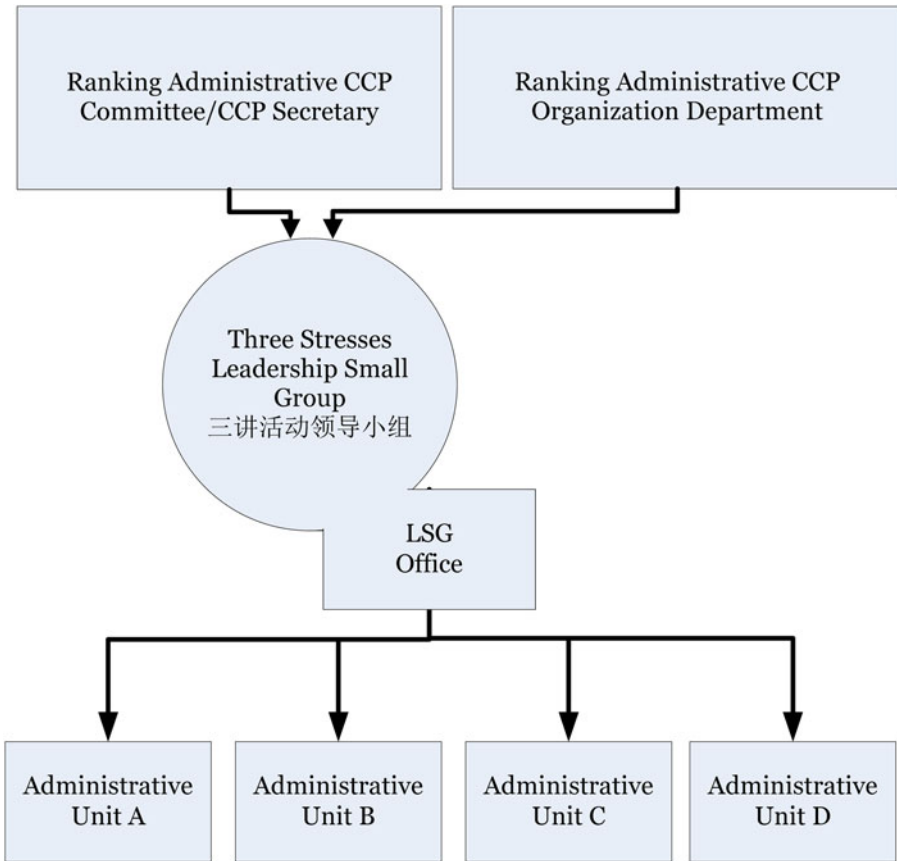 Ranking Administrative CCP
Committee/CCP Secretary
Ranking Administrative CCP
Organization Department
Three Stresses
Leadership Small
Group
三讲活动领导小组
LSG
Office
Administrative
Unit A
Administrative
Unit B
Administrative
Unit C
Administrative
Unit D